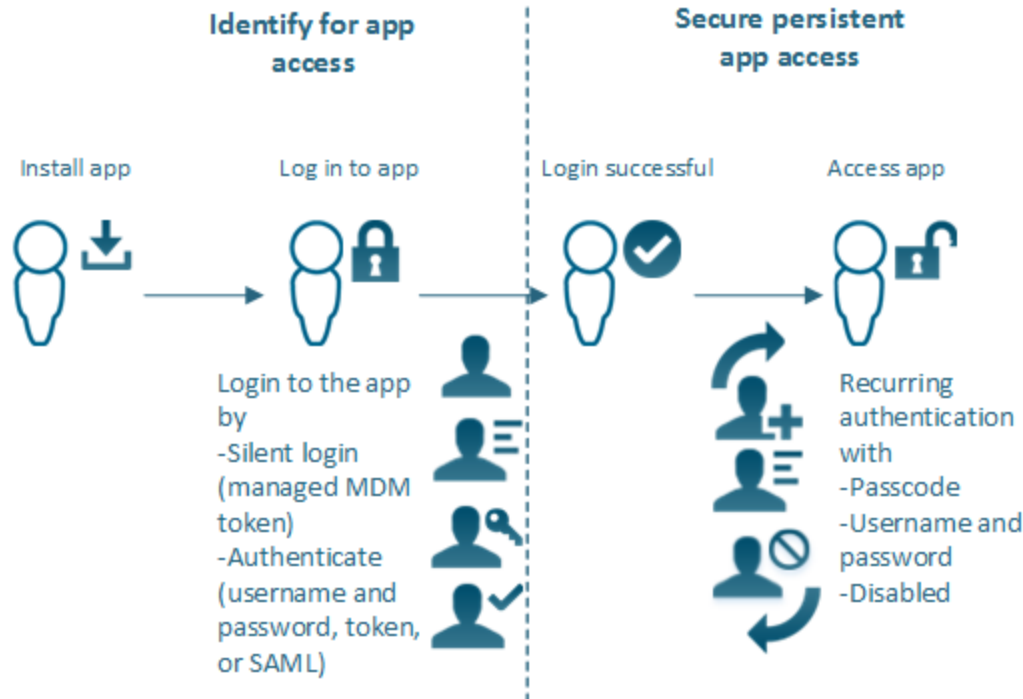 Identify for app
access
Secure persistent
app access
Install app
Log in to app
Login successful
Access app
Login to the app
by
-Silent login
(managed MDM
token)
-Authenticate
(username and
password, token,
or SAML)
Recurring
authentication
with
-Passcode
-Username and
password
-Disabled